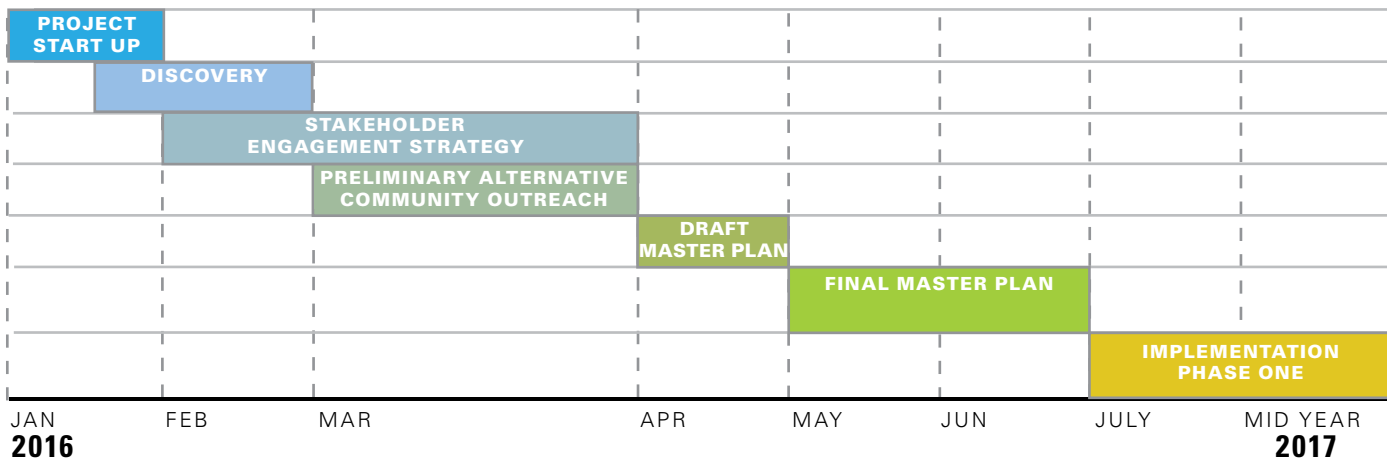 PROJECT
START UP
DISCOVERY
STAKEHOLDER
ENGAGEMENT STRATEGY
PRELIMINARY ALTERNATIVE
COMMUNITY OUTREACH
DRAFT
MASTER PLAN
FINAL MASTER PLAN
IMPLEMENTATION
PHASE ONE
JAN FEB MAR APR MAY JUN JULY MID YEAR
2016 2017